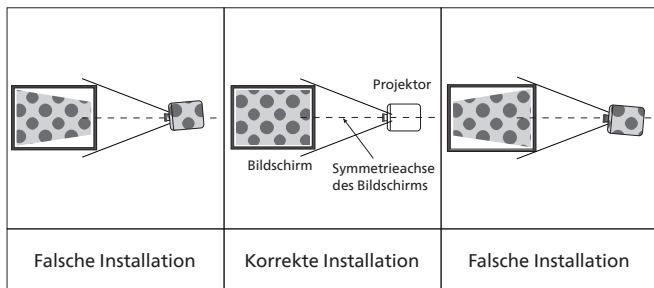 Projektor
Bildschirm
Symmetrieachse
des Bildschirms
Falsche Installation
Korrekte Installation
Falsche Installation